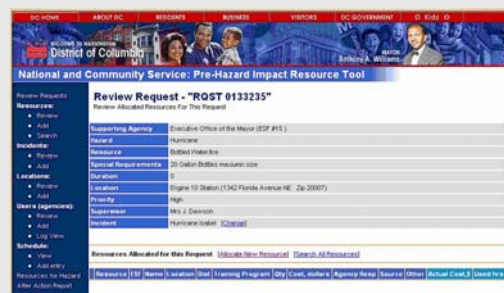 DC HOME ABOUT DC RESIDENTS BUSINESS VISITORS DC GOVERNMENT Kidz
WELCOME TO WASHINGTON
District of Columbia
MAYOR
Anthony A. Williams
National and Community Service: Pre-Hazard Impact Resource Tool
Review Requests
Resources:
Review
Add
Search
Incidents:
Review
Add
Locations:
Review
Add
Users (agencies):
Review
Add
Log View
Schedule:
View
Add entry
Resources for Hazard
After Action Report
Review Request - "RQST 0133235"
Review Allocated Resources For This Request
Supporting Agency Executive Office of the Mayor (ESF #15)
Hazard Hurricane
Resource Bottled Water/Ice
Special Requirements 20 Gallon Bottles maximum size
Duration 0
Location Engine 10 Station (1342 Florida Avenue NE Zip 20007)
Priority High
Supervisor Mrs J. Dawson
Incident Hurricane Isabel [Change]
Resources Allocated for this Request [Allocate New Resource] [Search All Resources]
Resource ESF Name Location Dist Training Program Qty Cost, dollars Agency Resp Source Other Actual Cost,$ Used hrs